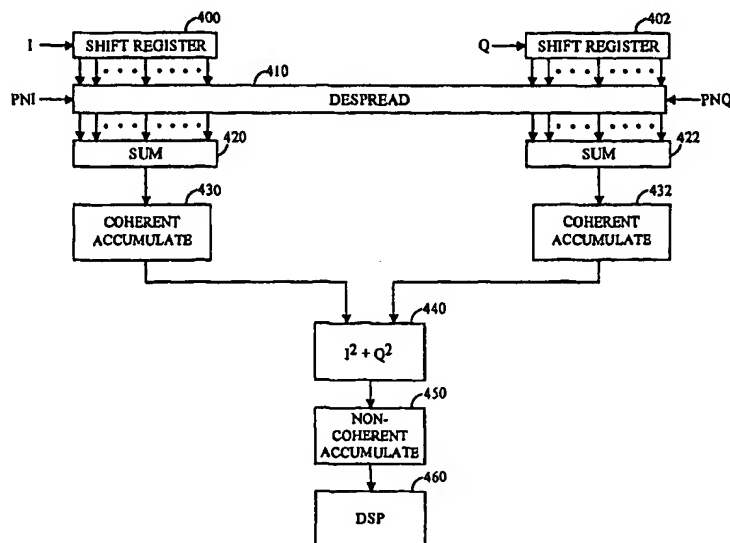 400
402
I
SHIFT REGISTER
Q
SHIFT REGISTER
410
PNI
DESPREAD
PNQ
SUM
420
SUM
422
430
432
COHERENT
ACCUMULATE
COHERENT
ACCUMULATE
440
I² + Q²
450
NON-
COHERENT
ACCUMULATE
460
DSP